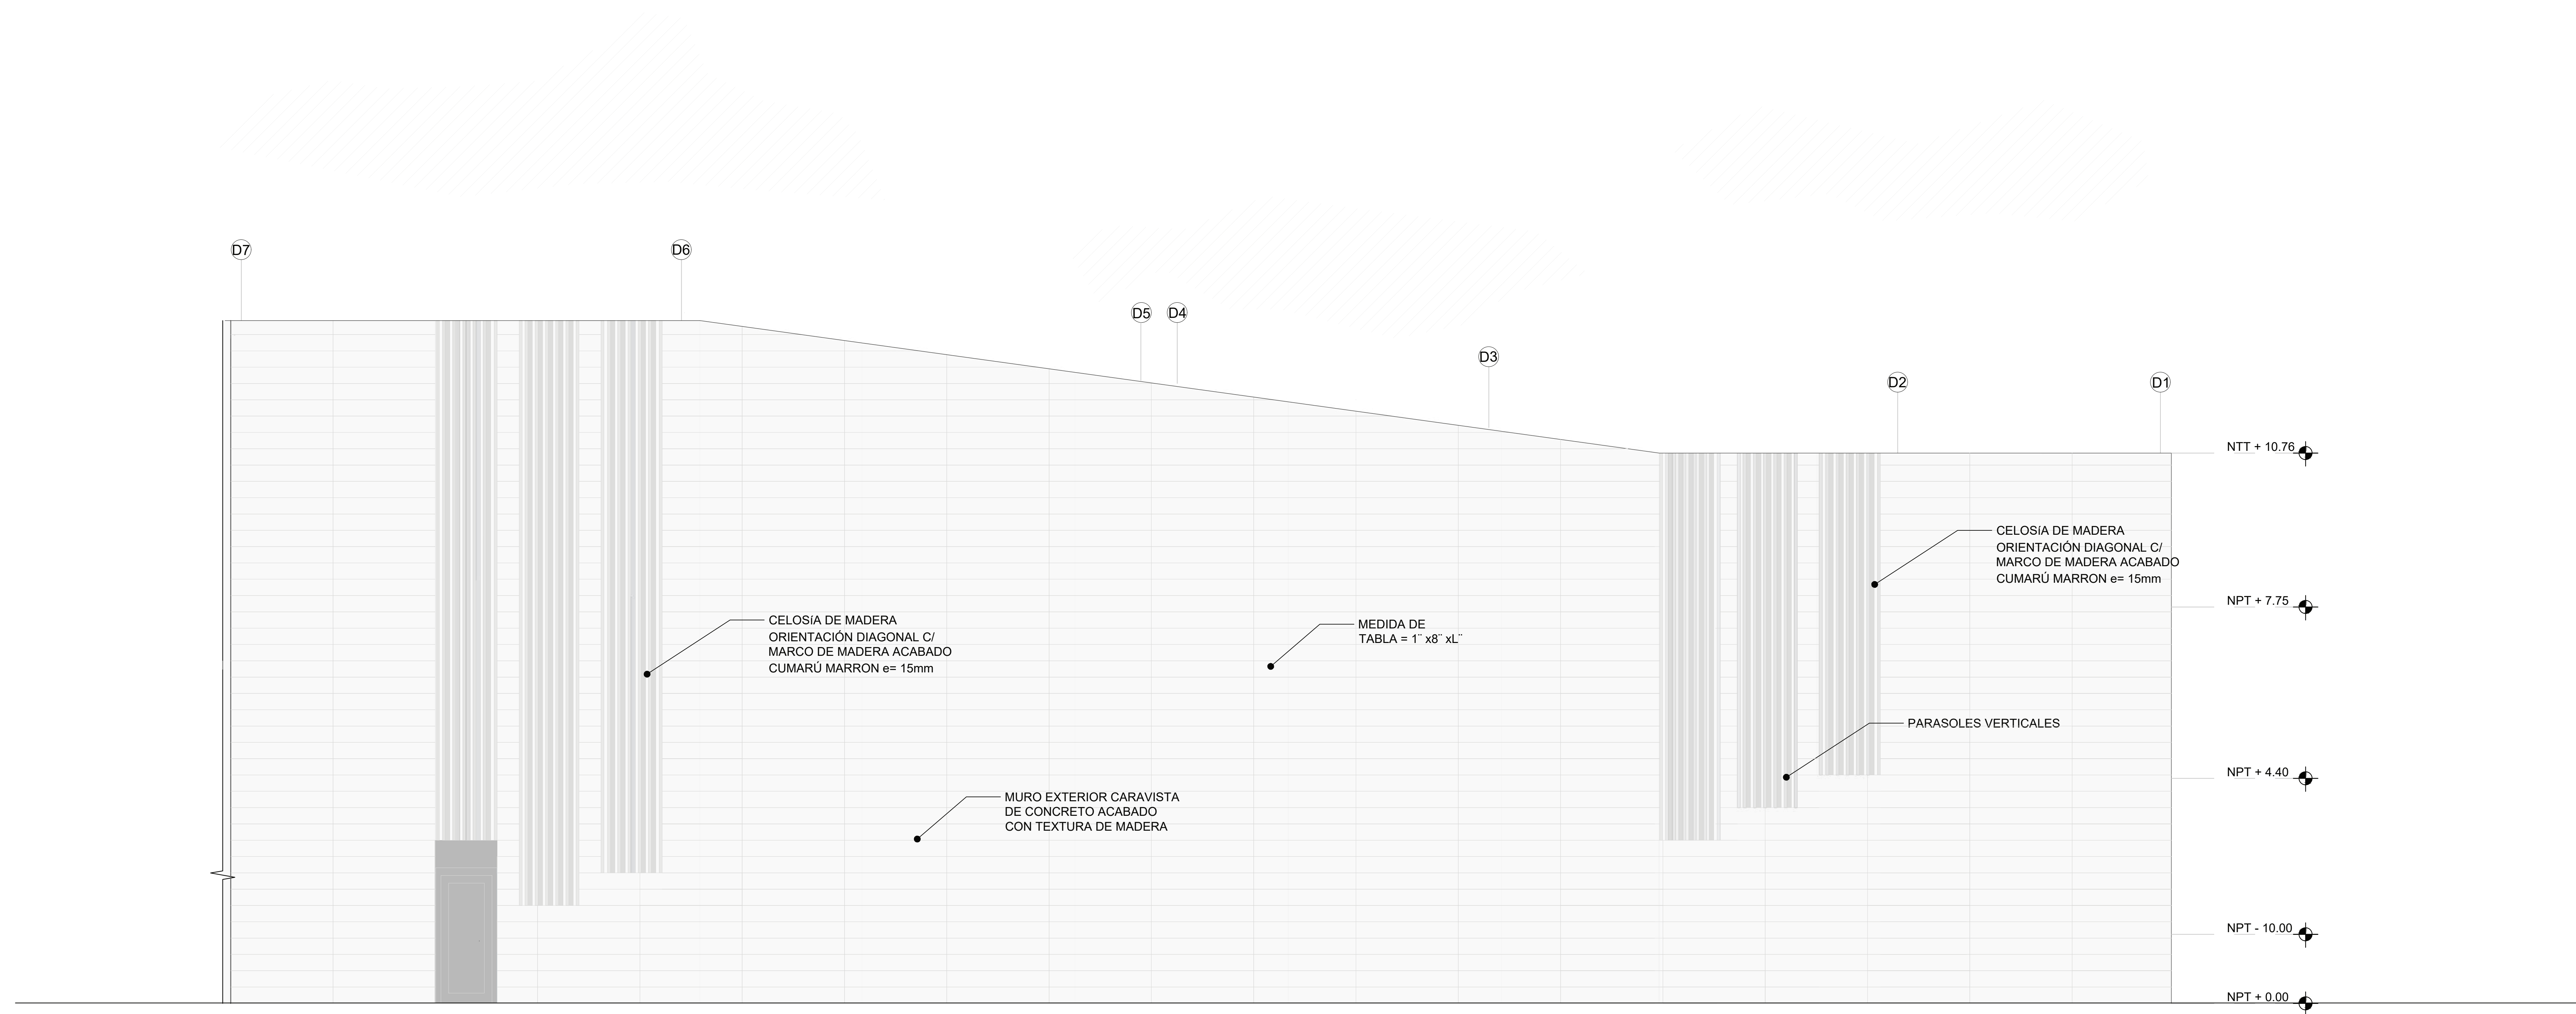 D7
D6
D5
D4
D3
D2
D1
NTT + 10.76
CELOSíA DE MADERA
ORIENTACIÓN DIAGONAL C/
MARCO DE MADERA ACABADO
CUMARÚ MARRON e= 15mm
NPT + 7.75
CELOSíA DE MADERA
ORIENTACIÓN DIAGONAL C/
MARCO DE MADERA ACABADO
CUMARÚ MARRON e= 15mm
MEDIDA DE
TABLA = 1¨ x8¨ xL¨
PARASOLES VERTICALES
NPT + 4.40
MURO EXTERIOR CARAVISTA
DE CONCRETO ACABADO
CON TEXTURA DE MADERA
NPT - 10.00
NPT + 0.00